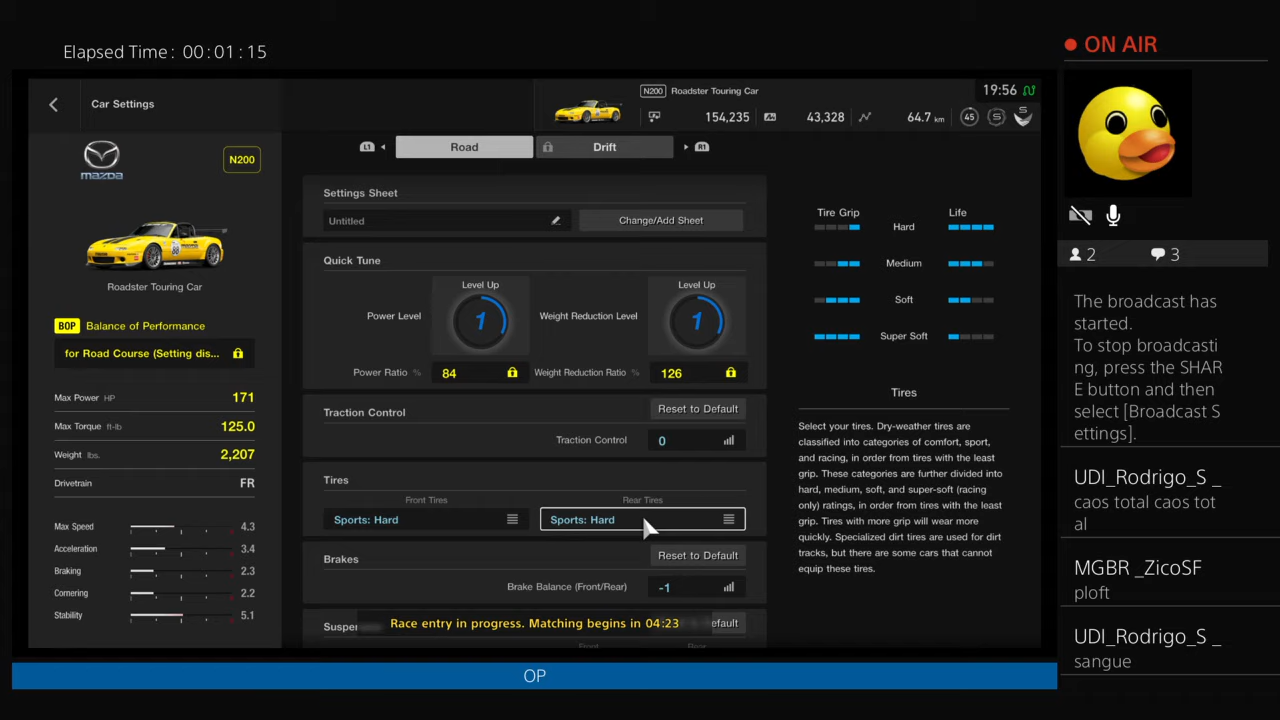 Elapsed Time: 00:01:15
ON AIR
Car Settings
N200 Roadster Touring Car
19:56
154,235
43,328
64.7 km
45
S
S
mazda
N200
88
Roadster Touring Car
BOP Balance of Performance
for Road Course (Setting dis...
Max Power HP 171
Max Torque ft-lb 125.0
Weight lbs. 2,207
Drivetrain FR
Max Speed 4.3
Acceleration 3.4
Braking 2.3
Cornering 2.2
Stability 5.1
L1 Road Drift R1
Settings Sheet
Untitled Change/Add Sheet
Quick Tune
Level Up Level Up
Power Level 1 Weight Reduction Level 1
Power Ratio % 84 Weight Reduction Ratio % 126
Traction Control Reset to Default
Traction Control 0
Tires
Front Tires Rear Tires
Sports: Hard Sports: Hard
Brakes Reset to Default
Brake Balance (Front/Rear) -1
Suspe
efault
Race entry in progress. Matching begins in 04:23
Front Rear
Tire Grip Life
Hard
Medium
Soft
Super Soft
Tires
Select your tires. Dry-weather tires are
classified into categories of comfort, sport,
and racing, in order from tires with the least
grip. These categories are further divided into
hard, medium, soft, and super-soft (racing
only) ratings, in order from tires with the least
grip. Tires with more grip will wear more
quickly. Specialized dirt tires are used for dirt
tracks, but there are some cars that cannot
equip these tires.
2 3
The broadcast has
started.
To stop broadcasti
ng, press the SHAR
E button and then
select [Broadcast S
ettings].
UDI_Rodrigo_S _
caos total caos tot
al
MGBR _ZicoSF
ploft
UDI_Rodrigo_S _
sangue
OP